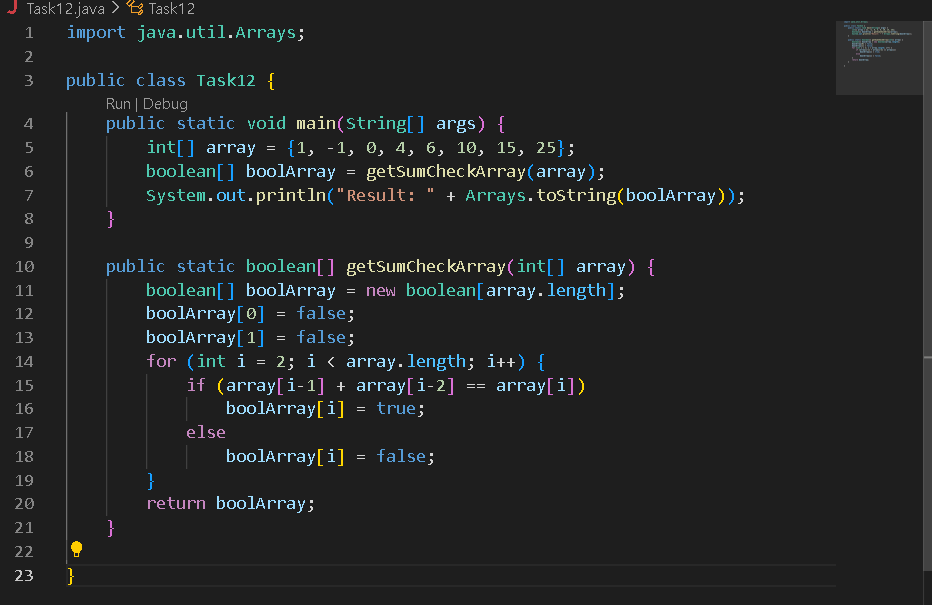 Task12.java > Task12
1 import java.util.Arrays;
2
3 public class Task12 {
Run | Debug
4 public static void main(String[] args) {
5 int[] array = {1, -1, 0, 4, 6, 10, 15, 25};
6 boolean[] boolArray = getSumCheckArray(array);
7 System.out.println("Result: " + Arrays.toString(boolArray));
8 }
9
10 public static boolean[] getSumCheckArray(int[] array) {
11 boolean[] boolArray = new boolean[array.length];
12 boolArray[0] = false;
13 boolArray[1] = false;
14 for (int i = 2; i < array.length; i++) {
15 if (array[i-1] + array[i-2] == array[i])
16 boolArray[i] = true;
17 else
18 boolArray[i] = false;
19 }
20 return boolArray;
21 }
22
23 }